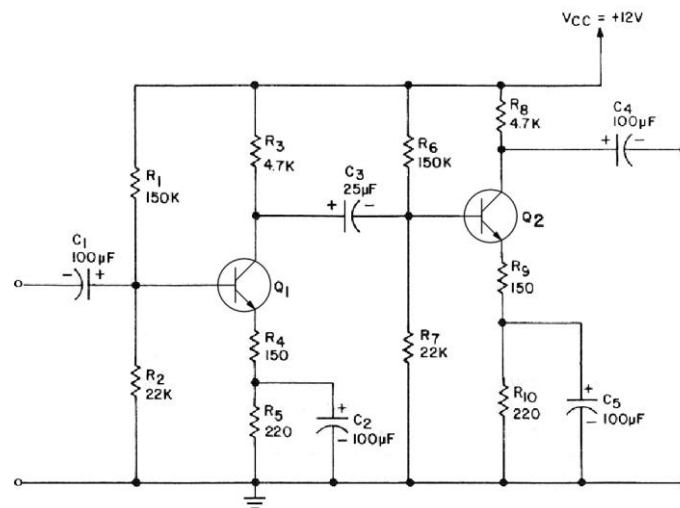 VCC = +12V
R8
4.7K
C4
100µF
+ -
R3
4.7K
R6
150K
R1
150K
C3
25µF
+ -
Q2
C1
100µF
- +
Q1
R9
150
R4
150
R7
22K
R2
22K
R5
220
+
C2
- 100µF
R10
220
+
C5
- 100µF